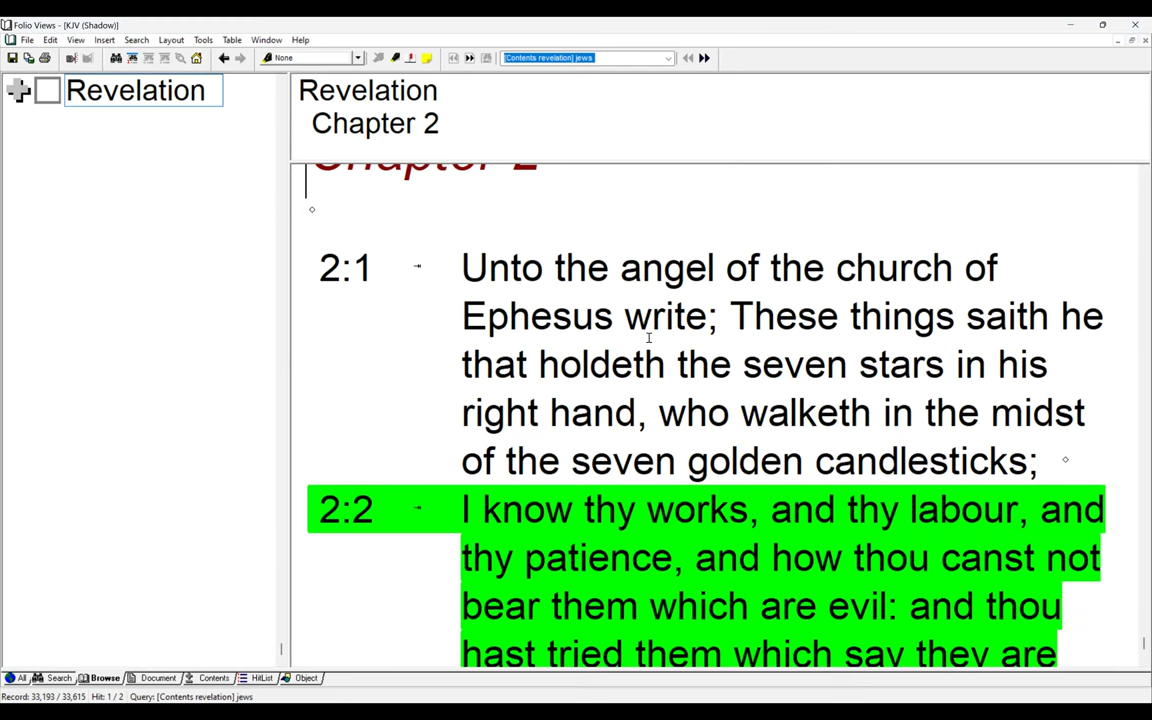 Folio Views - [KJV (Shadow)]
File Edit View Insert Search Layout Tools Table Window Help
None
[Contents revelation] jews
Revelation
Revelation
Chapter 2
Chapter 2
2:1 Unto the angel of the church of
Ephesus write; These things saith he
that holdeth the seven stars in his
right hand, who walketh in the midst
of the seven golden candlesticks;
2:2 I know thy works, and thy labour, and
thy patience, and how thou canst not
bear them which are evil: and thou
hast tried them which say they are
All Search Browse Document Contents HitList Object
Record: 33,193 / 33,615 Hit: 1 / 2 Query: [Contents revelation] jews